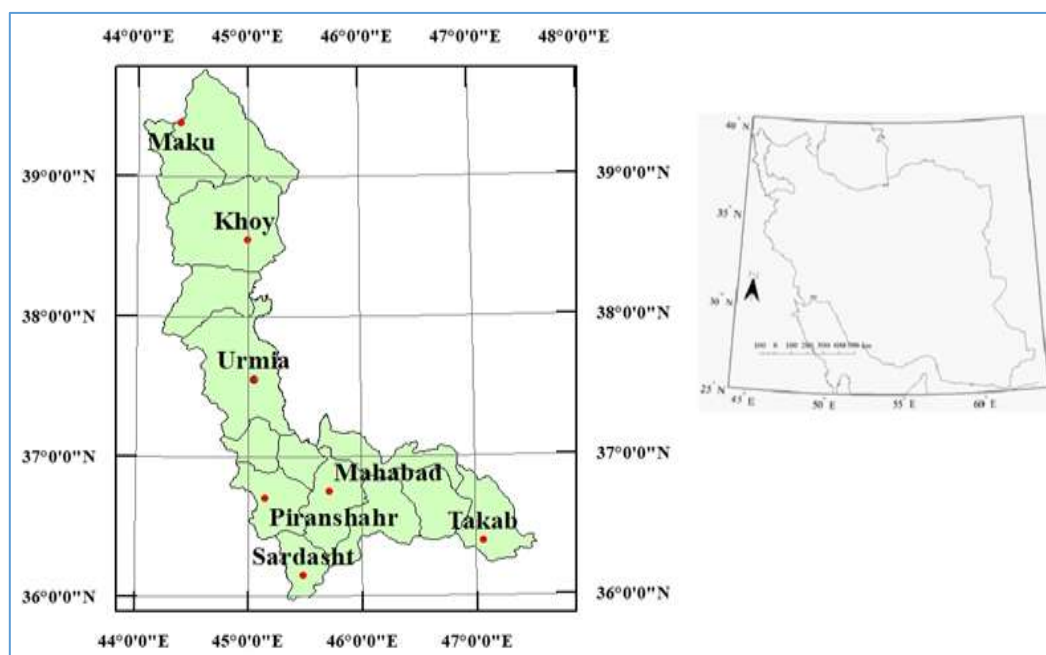 44°0'0"E 45°0'0"E 46°0'0"E 47°0'0"E 48°0'0"E
Maku
39°0'0"N 39°0'0"N
Khoy
38°0'0"N 38°0'0"N
Urmia
37°0'0"N 37°0'0"N
Mahabad
Piranshahr
Takab
Sardasht
36°0'0"N 36°0'0"N
44°0'0"E 45°0'0"E 46°0'0"E 47°0'0"E
40°N
35°N
30°N
25°N
45°E 50°E 55°E 60°E